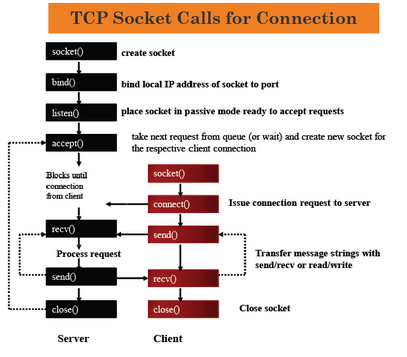 TCP Socket Calls for Connection
socket()
create socket
bind()
bind local IP address of socket to port
listen()
place socket in passive mode ready to accept requests
accept()
take next request from queue (or wait) and create new socket for
the respective client connection
Blocks until
connection
from client
socket()
connect()
Issue connection request to server
recv()
send()
Process request
Transfer message strings with
send/recv or read/write
send()
recv()
close()
close()
Close socket
Server
Client